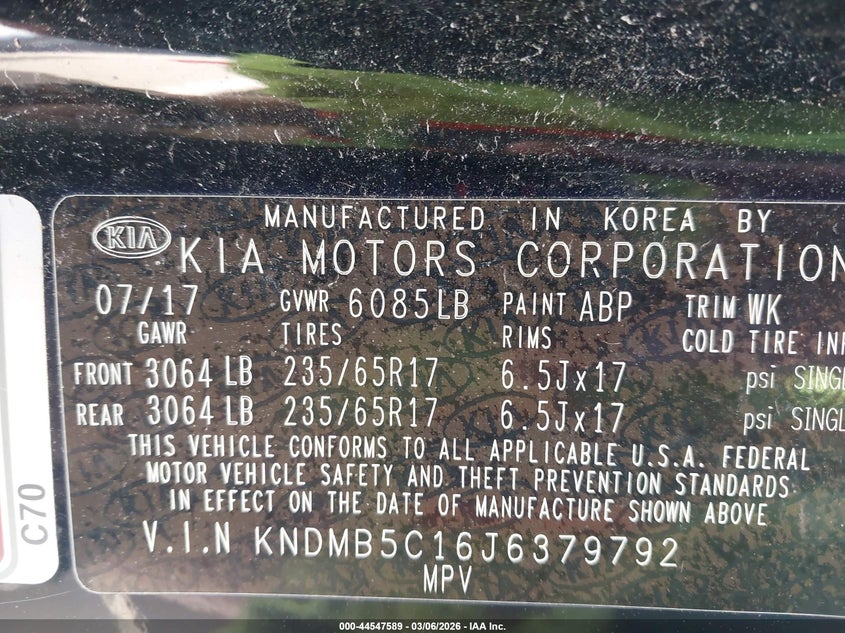 MANUFACTURED IN KOREA BY
KIA KIA MOTORS CORPORATION
07/17 GVWR 6085LB PAINT ABP TRIM WK
GAWR TIRES RIMS COLD TIRE INF
FRONT 3064 LB 235/65R17 6.5Jx17 psi SINGL
REAR 3064 LB 235/65R17 6.5Jx17 psi SINGL
THIS VEHICLE CONFORMS TO ALL APPLICABLE U.S.A. FEDERAL
MOTOR VEHICLE SAFETY AND THEFT PREVENTION STANDARDS
IN EFFECT ON THE DATE OF MANUFACTURE SHOWN ABOVE.
V.I.N KNDMB5C16J6379792
MPV
C70
000-44547589 - 03/06/2026 - IAA Inc.